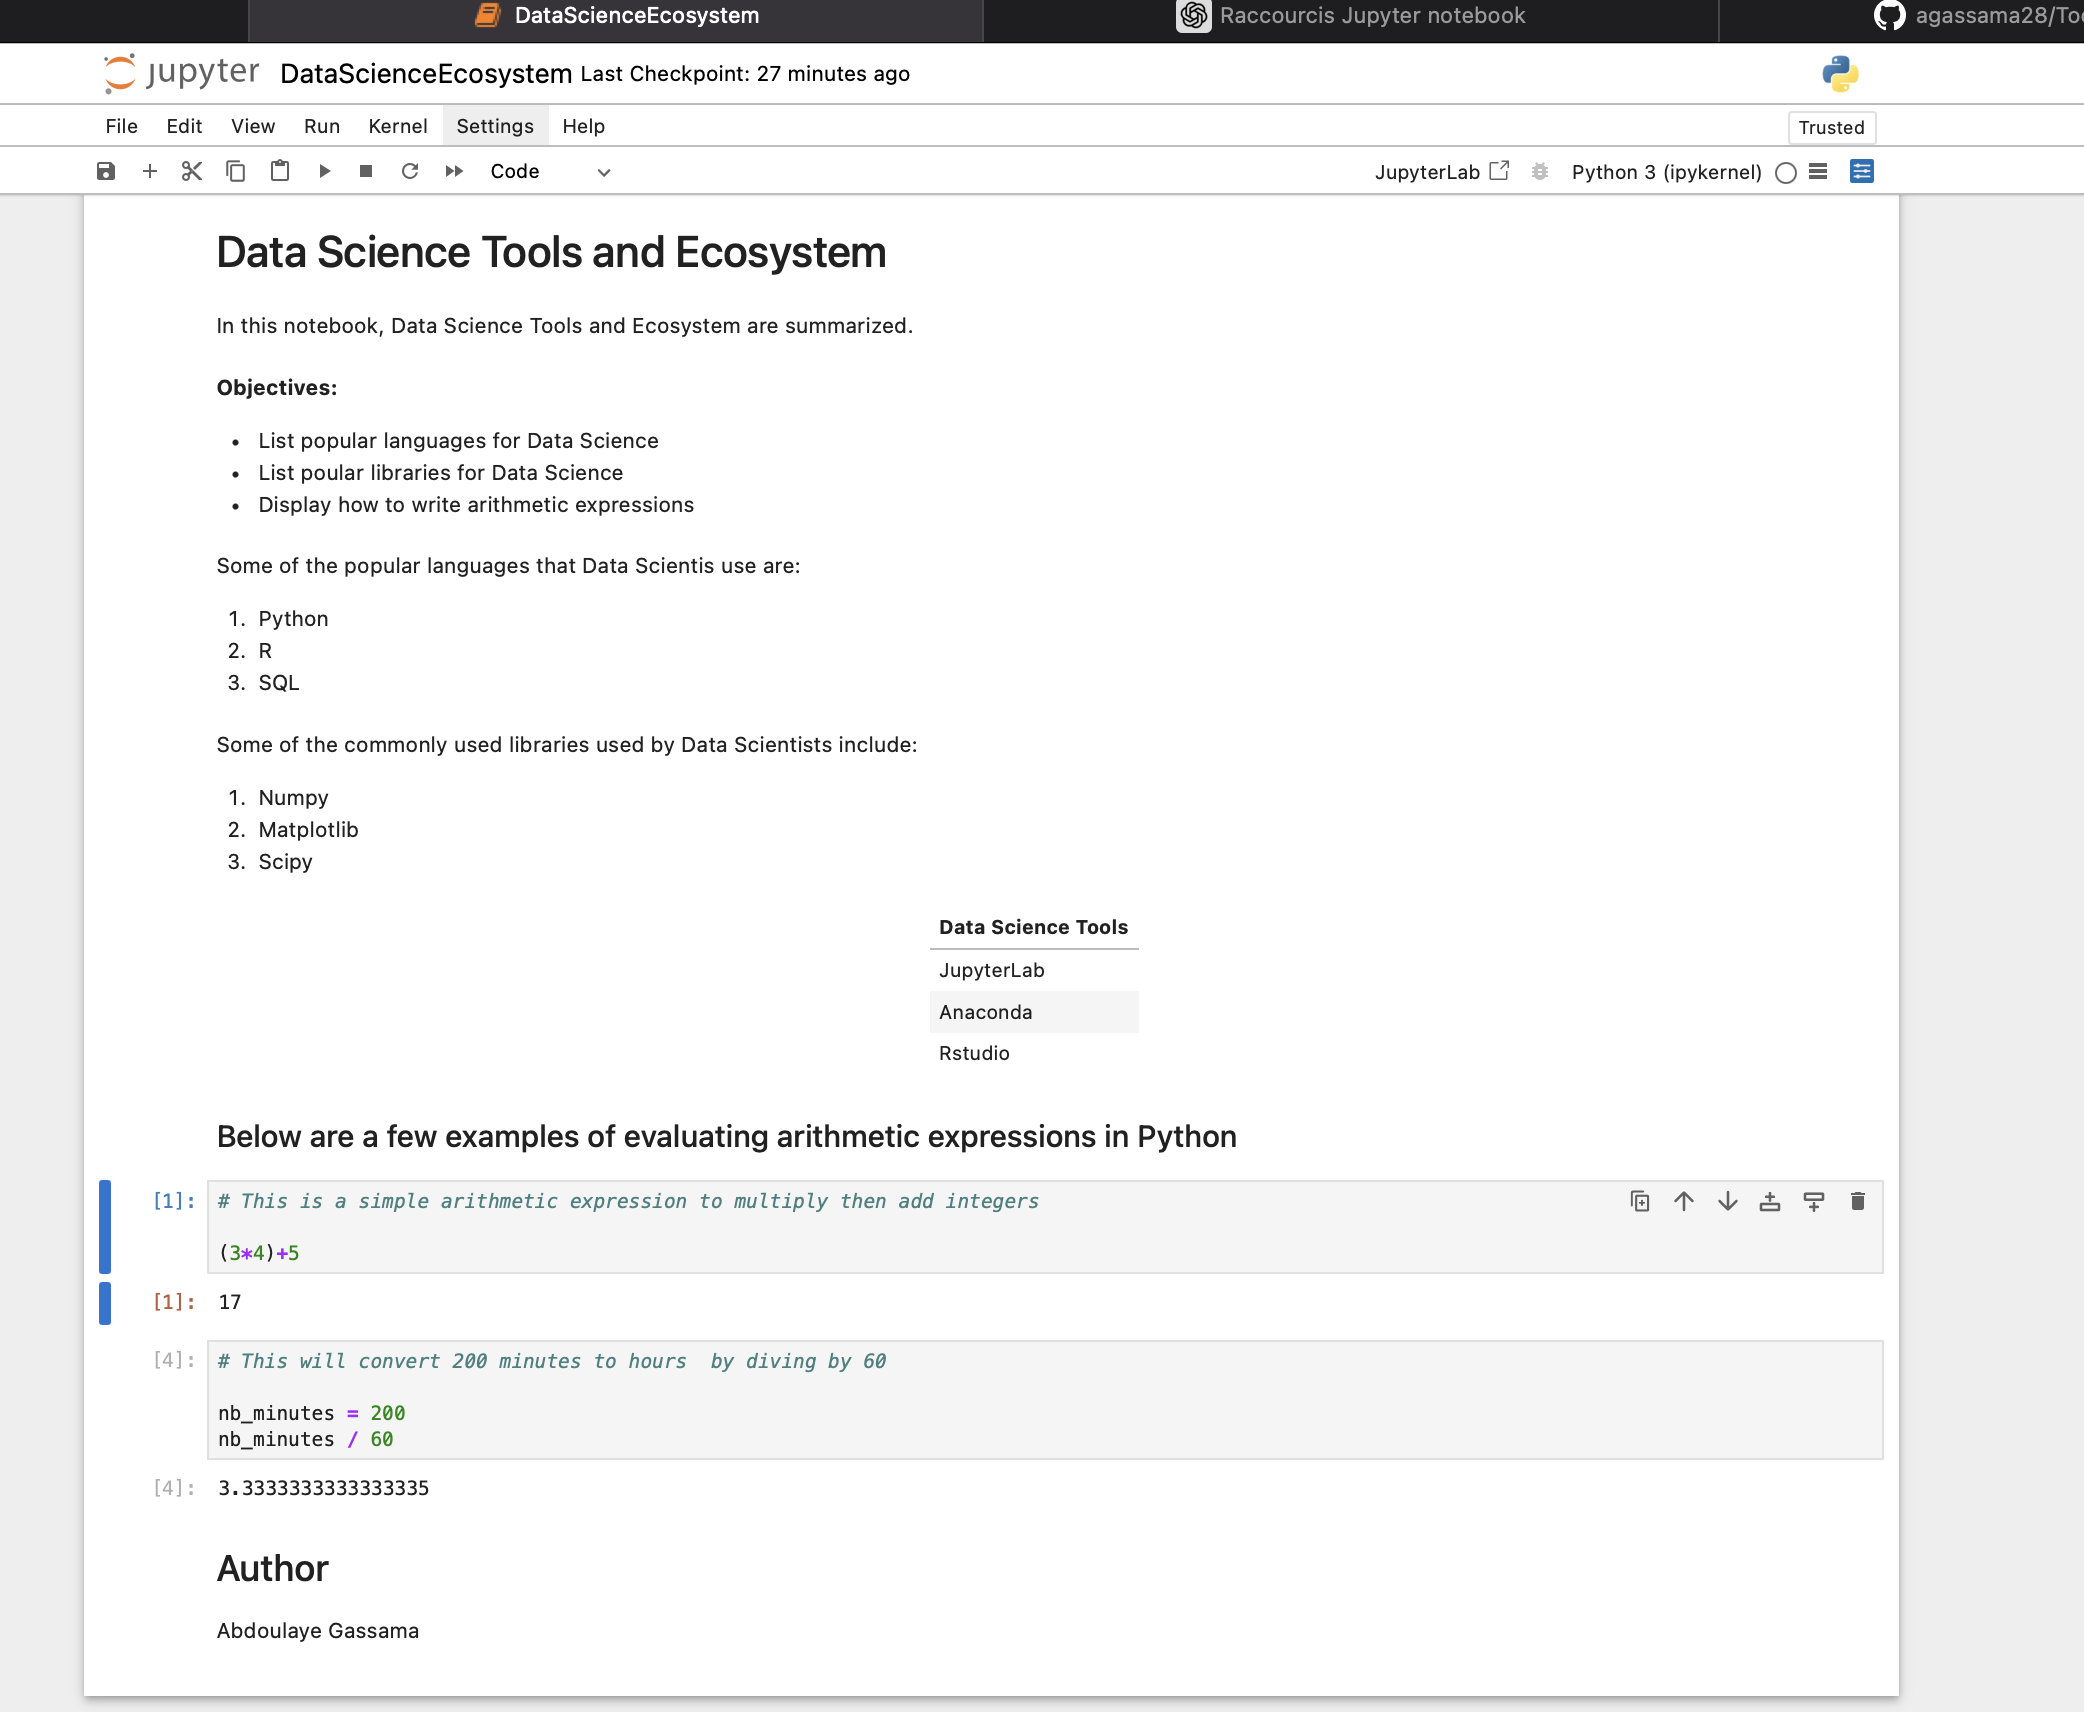 DataScienceEcosystem
Raccourcis Jupyter notebook
agassama28/
jupyter DataScienceEcosystem Last Checkpoint: 27 minutes ago
File Edit View Run Kernel Settings Help
Trusted
Code
JupyterLab
Python 3 (ipykernel)
Data Science Tools and Ecosystem
In this notebook, Data Science Tools and Ecosystem are summarized.
Objectives:
• List popular languages for Data Science
• List poular libraries for Data Science
• Display how to write arithmetic expressions
Some of the popular languages that Data Scientis use are:
1. Python
2. R
3. SQL
Some of the commonly used libraries used by Data Scientists include:
1. Numpy
2. Matplotlib
3. Scipy
Data Science Tools
JupyterLab
Anaconda
Rstudio
Below are a few examples of evaluating arithmetic expressions in Python
[1]: # This is a simple arithmetic expression to multiply then add integers
(3*4)+5
[1]: 17
[4]: # This will convert 200 minutes to hours  by diving by 60
nb_minutes = 200
nb_minutes / 60
[4]: 3.3333333333333335
Author
Abdoulaye Gassama